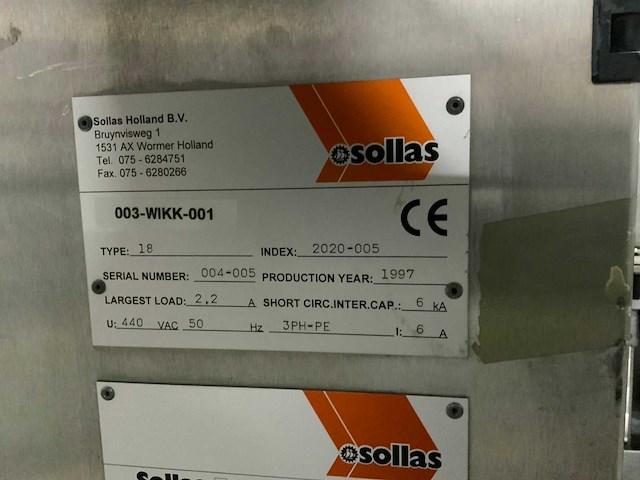 Sollas Holland B.V.
Bruynvisweg 1
1531 AX Wormer Holland
Tel. 075 - 6284751
Fax. 075 - 6280266
sollas
003-WIKK-001
CE
TYPE: 18 INDEX: 2020-005
SERIAL NUMBER: 004-005 PRODUCTION YEAR: 1997
LARGEST LOAD: 2,2 A SHORT CIRC.INTER.CAP.: 6 kA
U: 440 VAC 50 Hz 3PH-PE I: 6 A
sollas
Sollas